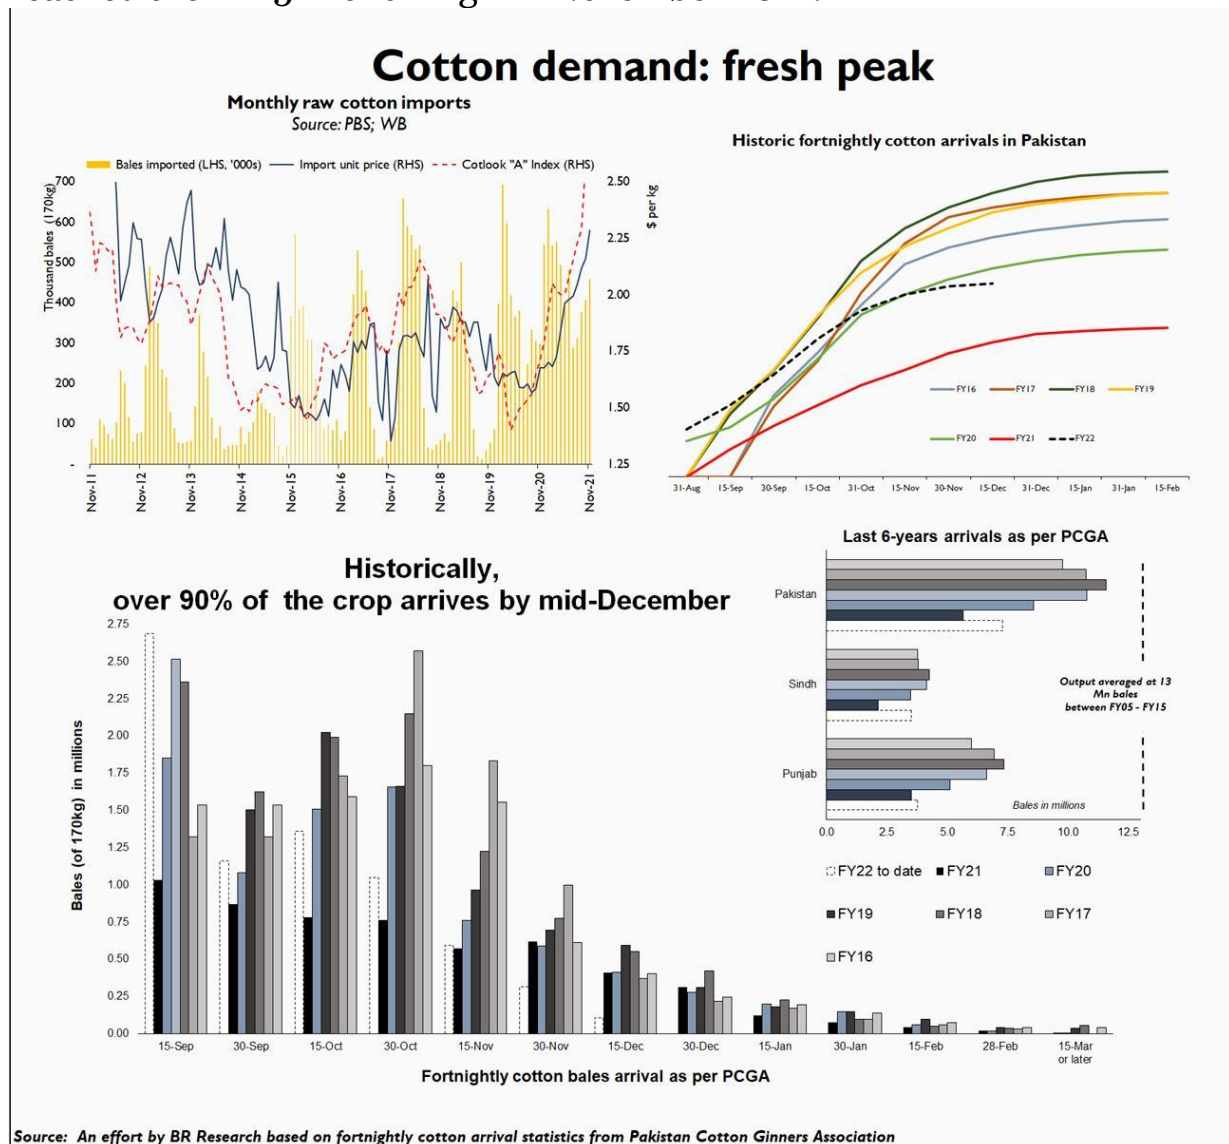 Cotton demand: fresh peak
Monthly raw cotton imports
Source: PBS; WB
Bales imported (LHS, '000s)
Import unit price (RHS)
Cotlook "A" Index (RHS)
Thousand bales (170kg)
700
600
500
400
300
200
100
-
2.50
2.25
2.00
1.75
1.50
1.25
$ per kg
Nov-11
Nov-12
Nov-13
Nov-14
Nov-15
Nov-16
Nov-17
Nov-18
Nov-19
Nov-20
Nov-21
Historic fortnightly cotton arrivals in Pakistan
FY16
FY17
FY18
FY19
FY20
FY21
FY22
31-Aug
15-Sep
30-Sep
15-Oct
31-Oct
15-Nov
30-Nov
15-Dec
31-Dec
15-Jan
31-Jan
15-Feb
Historically,
over 90% of the crop arrives by mid-December
Bales (of 170kg) in millions
2.75
2.50
2.25
2.00
1.75
1.50
1.25
1.00
0.75
0.50
0.25
0.00
15-Sep
30-Sep
15-Oct
30-Oct
15-Nov
30-Nov
15-Dec
30-Dec
15-Jan
30-Jan
15-Feb
28-Feb
15-Mar
or later
Fortnightly cotton bales arrival as per PCGA
Last 6-years arrivals as per PCGA
Pakistan
Sindh
Punjab
Output averaged at 13
Mn bales
between FY05 - FY15
Bales in millions
0.0
2.5
5.0
7.5
10.0
12.5
FY22 to date
FY21
FY20
FY19
FY18
FY17
FY16
Source: An effort by BR Research based on fortnightly cotton arrival statistics from Pakistan Cotton Ginners Association